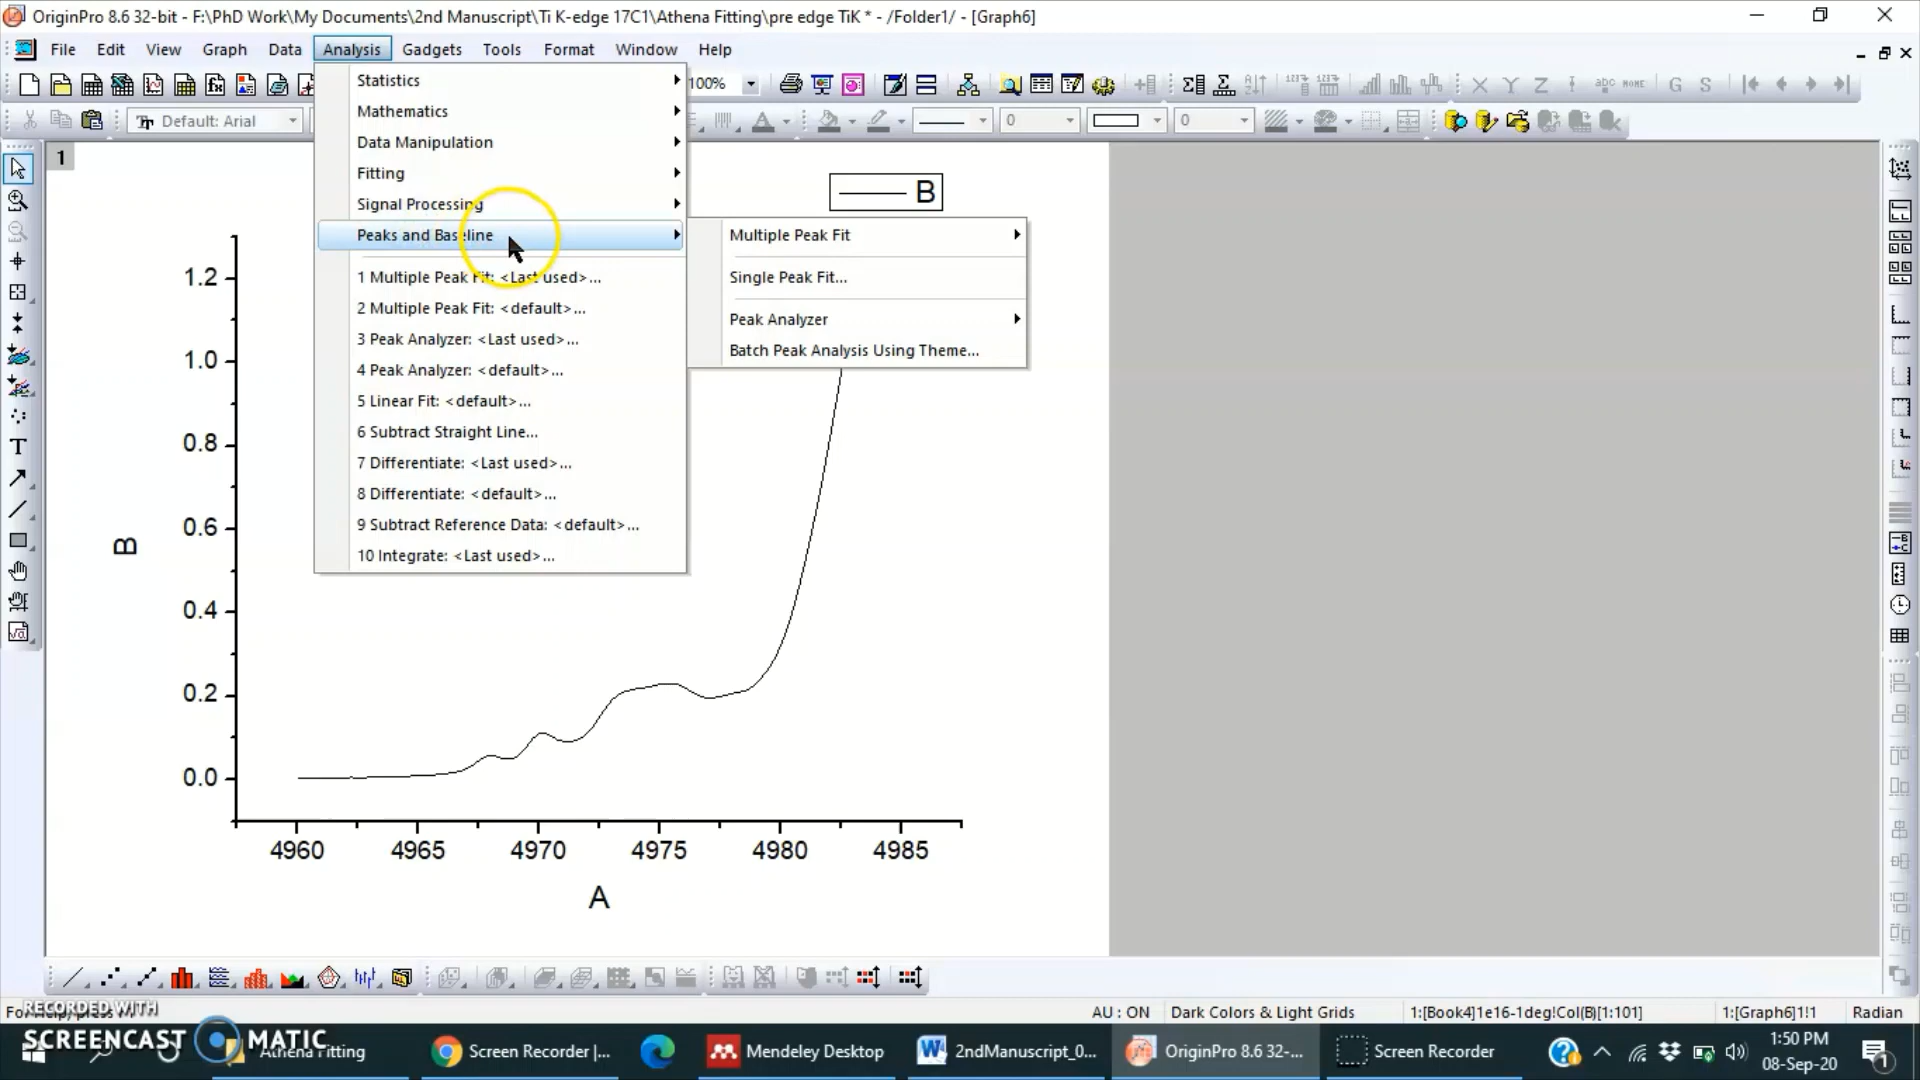 OriginPro 8.6 32-bit - F:\PhD Work\My Documents\2nd Manuscript\Ti K-edge 17C1\Athena Fitting\pre edge TiK * - /Folder1/ - [Graph6]
File Edit View Graph Data Analysis Gadgets Tools Format Window Help
100%
Default: Arial
0
0
1
Statistics
Mathematics
Data Manipulation
Fitting
Signal Processing
Peaks and Baseline
1 Multiple Peak Fit: <Last used>...
2 Multiple Peak Fit: <default>...
3 Peak Analyzer: <Last used>...
4 Peak Analyzer: <default>...
5 Linear Fit: <default>...
6 Subtract Straight Line...
7 Differentiate: <Last used>...
8 Differentiate: <default>...
9 Subtract Reference Data: <default>...
10 Integrate: <Last used>...
Multiple Peak Fit
Single Peak Fit...
Peak Analyzer
Batch Peak Analysis Using Theme...
B
1.2
1.0
0.8
0.6
0.4
0.2
0.0
B
4960 4965 4970 4975 4980 4985
A
AU : ON Dark Colors & Light Grids 1:[Book4]1e16-1deg!Col(B)[1:101] 1:[Graph6]1!1 Radian
RECORDED WITH
SCREENCAST MATIC
Athena Fitting Screen Recorder |... Mendeley Desktop 2ndManuscript_0... OriginPro 8.6 32-... Screen Recorder
1:50 PM
08-Sep-20
1